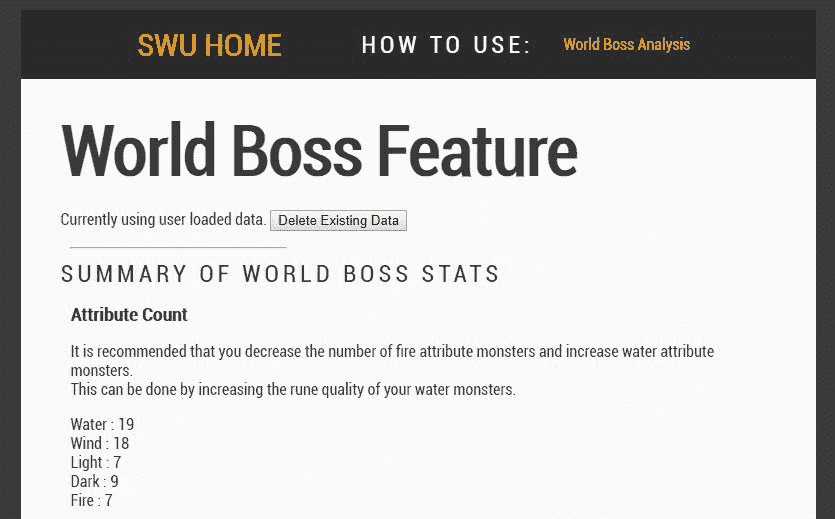 SWU HOME HOW TO USE: World Boss Analysis
World Boss Feature
Currently using user loaded data. Delete Existing Data
SUMMARY OF WORLD BOSS STATS
Attribute Count
It is recommended that you decrease the number of fire attribute monsters and increase water attribute
monsters.
This can be done by increasing the rune quality of your water monsters.
Water : 19
Wind : 18
Light : 7
Dark : 9
Fire : 7